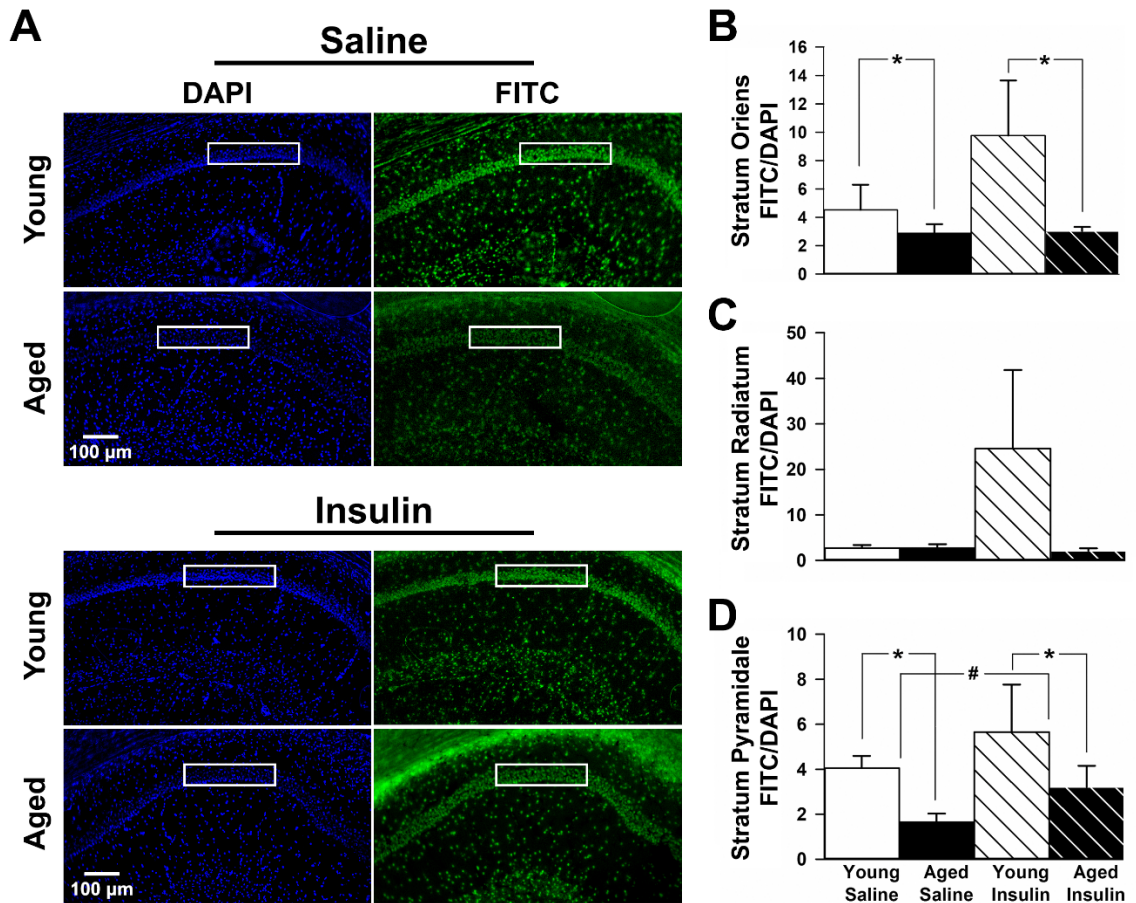 A
Saline
DAPI
FITC
Young
Aged
100 µm
Insulin
Young
Aged
100 µm
B
Stratum Oriens
FITC/DAPI
16
14
12
10
8
6
4
2
0
*
*
C
Stratum Radiatum
FITC/DAPI
50
40
30
20
10
0
D
Stratum Pyramidale
FITC/DAPI
10
8
6
4
2
0
*
#
*
Young Aged Young Aged
Saline Saline Insulin Insulin